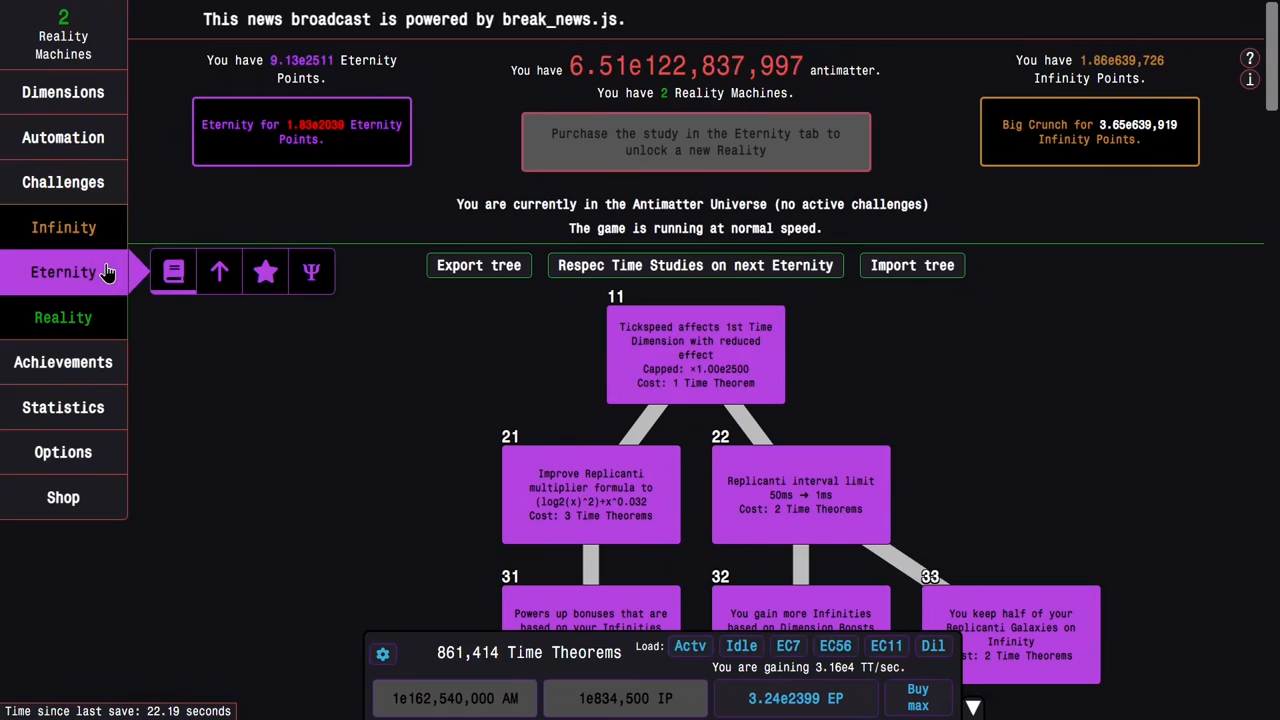 2
Reality
Machines
Dimensions
Automation
Challenges
Infinity
Eternity
Reality
Achievements
Statistics
Options
Shop
Time since last save: 22.19 seconds
This news broadcast is powered by break_news.js.
You have 9.13e2511 Eternity
Points.
Eternity for 1.83e2039 Eternity
Points.
You have 6.51e122,837,997 antimatter.
You have 2 Reality Machines.
Purchase the study in the Eternity tab to
unlock a new Reality
You have 1.86e639,726
Infinity Points.
Big Crunch for 3.65e639,919
Infinity Points.
?
i
You are currently in the Antimatter Universe (no active challenges)
The game is running at normal speed.
Ψ
Export tree
Respec Time Studies on next Eternity
Import tree
11
Tickspeed affects 1st Time
Dimension with reduced
effect
Capped: ×1.00e2500
Cost: 1 Time Theorem
21
Improve Replicanti
multiplier formula to
(log2(x)^2)+x^0.032
Cost: 3 Time Theorems
22
Replicanti interval limit
50ms ➜ 1ms
Cost: 2 Time Theorems
31
Powers up bonuses that are
based on your Infinities
32
You gain more Infinities
based on Dimension Boosts
33
You keep half of your
Replicanti Galaxies on
Infinity
st: 2 Time Theorems
861,414 Time Theorems
Load: Actv Idle EC7 EC56 EC11 Dil
You are gaining 3.16e4 TT/sec.
1e162,540,000 AM
1e834,500 IP
3.24e2399 EP
Buy
max